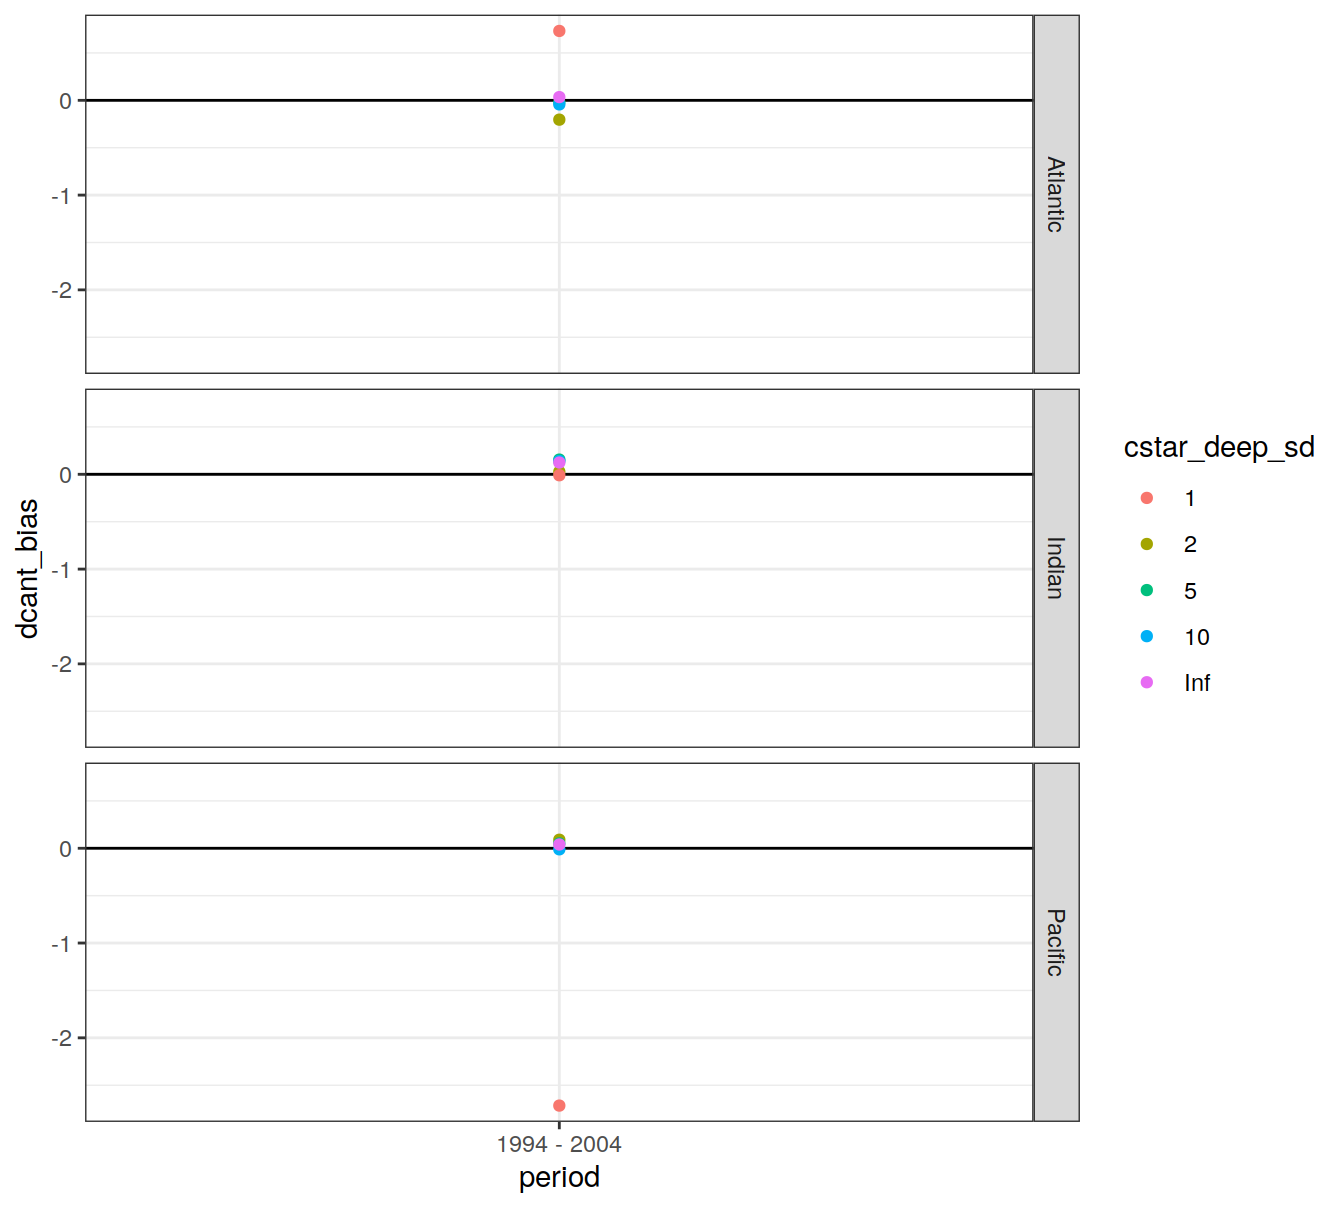 0
-1
-2
Atlantic
0
-1
-2
Indian
0
-1
-2
Pacific
dcant_bias
1994 - 2004
period
cstar_deep_sd
1
2
5
10
Inf